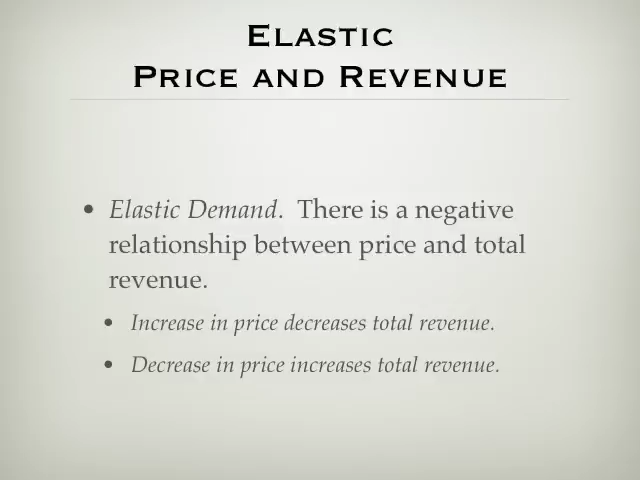 Elastic
Price and Revenue
• Elastic Demand.  There is a negative
relationship between price and total
revenue.
• Increase in price decreases total revenue.
• Decrease in price increases total revenue.